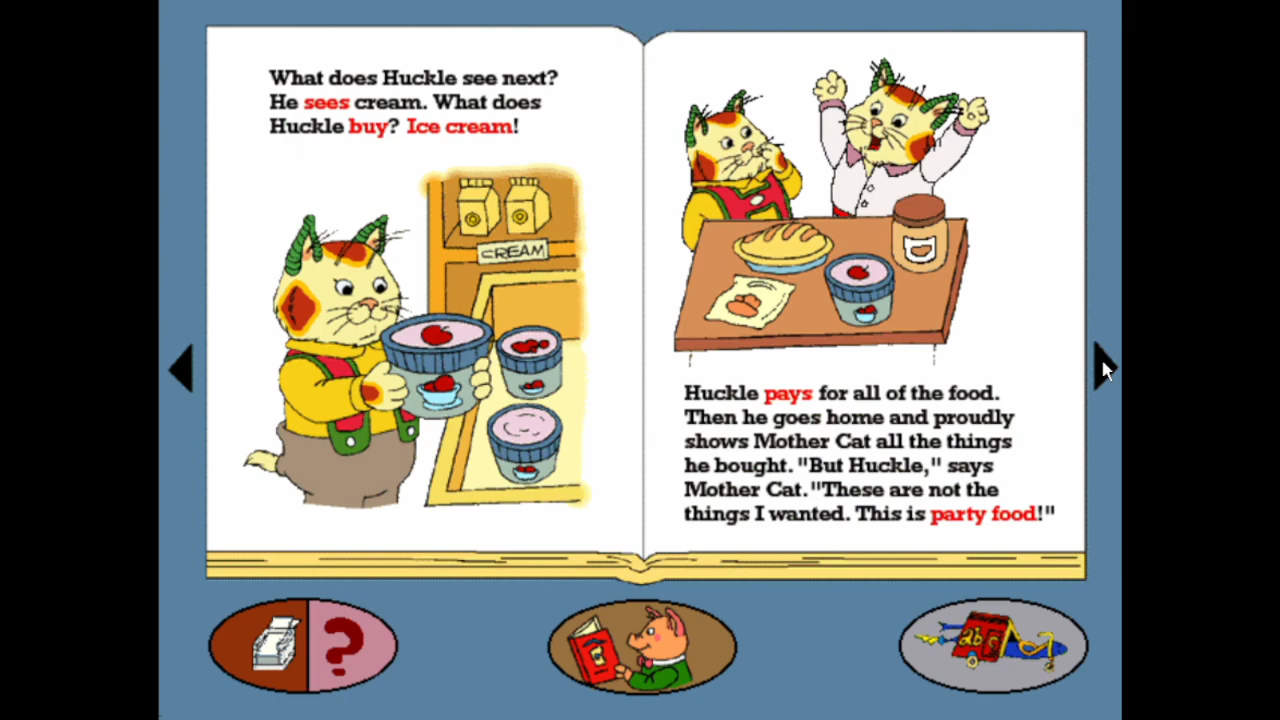 What does Huckle see next?
He sees cream. What does
Huckle buy? Ice cream!
CREAM
Huckle pays for all of the food.
Then he goes home and proudly
shows Mother Cat all the things
he bought. "But Huckle," says
Mother Cat. "These are not the
things I wanted. This is party food!"
?
abc